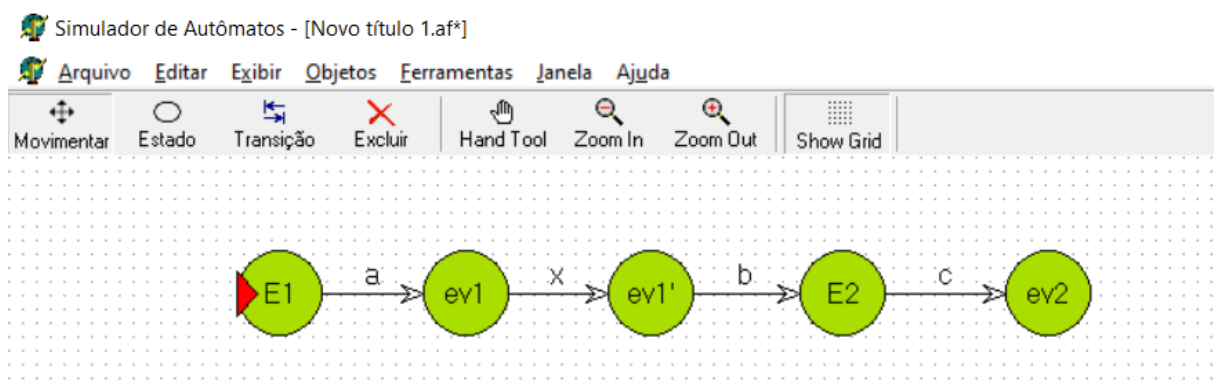 Simulador de Autômatos - [Novo título 1.af*]
Arquivo Editar Exibir Objetos Ferramentas Janela Ajuda
Movimentar Estado Transição Excluir Hand Tool Zoom In Zoom Out Show Grid
a x b c
E1 ev1 ev1' E2 ev2